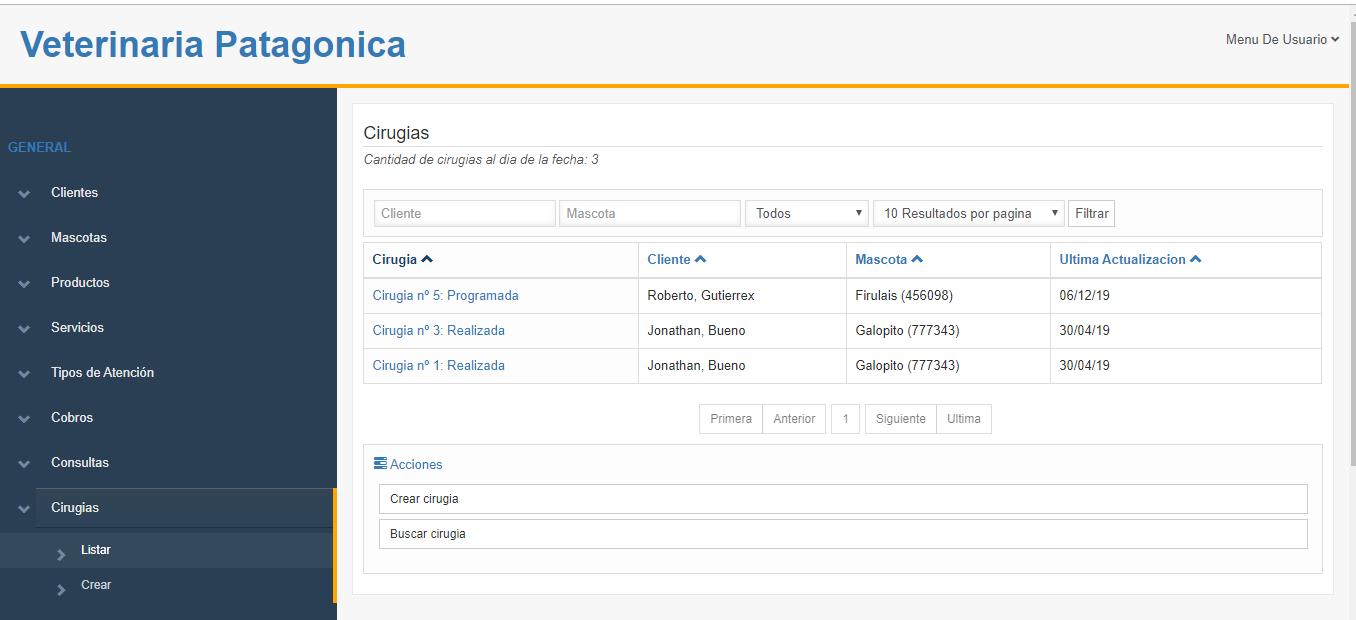 Veterinaria Patagonica
Menu De Usuario
GENERAL
Clientes
Mascotas
Productos
Servicios
Tipos de Atención
Cobros
Consultas
Cirugias
Listar
Crear
Cirugias
Cantidad de cirugias al dia de la fecha: 3
Cliente Mascota Todos 10 Resultados por pagina Filtrar
Cirugia Cliente Mascota Ultima Actualizacion
Cirugia nº 5: Programada Roberto, Gutierrex Firulais (456098) 06/12/19
Cirugia nº 3: Realizada Jonathan, Bueno Galopito (777343) 30/04/19
Cirugia nº 1: Realizada Jonathan, Bueno Galopito (777343) 30/04/19
Primera Anterior 1 Siguiente Ultima
Acciones
Crear cirugia
Buscar cirugia